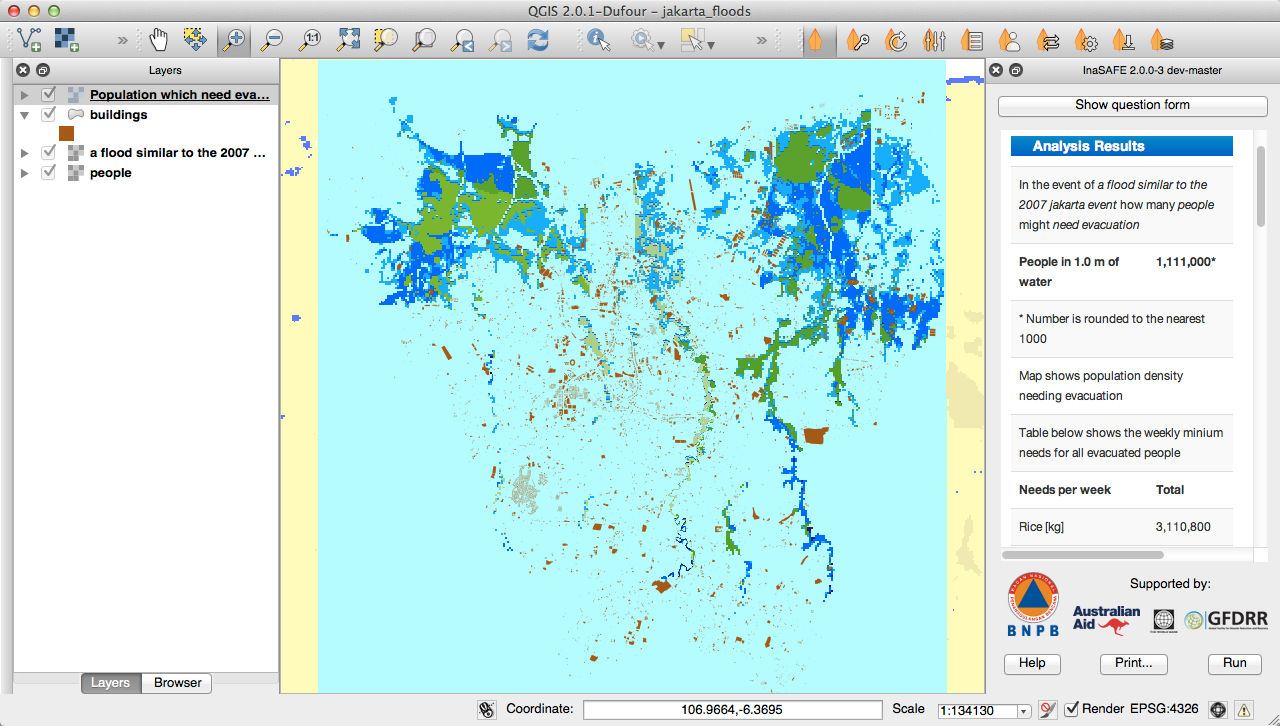 QGIS 2.0.1-Dufour – jakarta_floods
Layers
InaSAFE 2.0.0-3 dev-master
Population which need eva...
buildings
a flood similar to the 2007 ...
people
Show question form
Analysis Results
In the event of a flood similar to the
2007 jakarta event how many people
might need evacuation
People in 1.0 m of
water
1,111,000*
* Number is rounded to the nearest
1000
Map shows population density
needing evacuation
Table below shows the weekly minium
needs for all evacuated people
Needs per week Total
Rice [kg] 3,110,800
Supported by:
BNPB
Australian
Aid
GFDRR
Help Print... Run
Layers Browser
Coordinate: 106.9664,-6.3695 Scale 1:134130 Render EPSG:4326